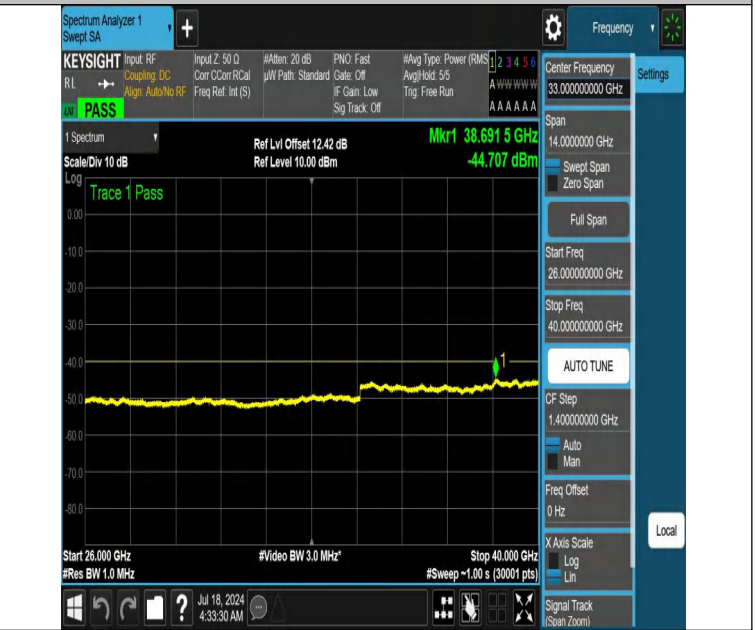 Spectrum Analyzer 1
Swept SA
+
Frequency
KEYSIGHT
RL
PASS
Input: RF
Coupling: DC
Align: Auto/No RF
Input Z: 50 Ω
Corr CCorr RCal
Freq Ref: Int (S)
#Atten: 20 dB
µW Path: Standard
PNO: Fast
Gate: Off
IF Gain: Low
Sig Track: Off
#Avg Type: Power (RMS
Avg|Hold: 5/5
Trig: Free Run
1 2 3 4 5 6
A W W W W W
A A A A A A
1 Spectrum
Scale/Div 10 dB
Ref Lvl Offset 12.42 dB
Ref Level 10.00 dBm
Mkr1 38.691 5 GHz
-44.707 dBm
Log
Trace 1 Pass
0.00
-10.0
-20.0
-30.0
-40.0
-50.0
-60.0
-70.0
-80.0
1
Start 26.000 GHz
#Res BW 1.0 MHz
#Video BW 3.0 MHz*
Stop 40.000 GHz
#Sweep ~1.00 s (30001 pts)
Jul 18, 2024
4:33:30 AM
Center Frequency
33.000000000 GHz
Span
14.0000000 GHz
Swept Span
Zero Span
Full Span
Start Freq
26.000000000 GHz
Stop Freq
40.000000000 GHz
AUTO TUNE
CF Step
1.400000000 GHz
Auto
Man
Freq Offset
0 Hz
X Axis Scale
Log
Lin
Signal Track
(Span Zoom)
Settings
Local